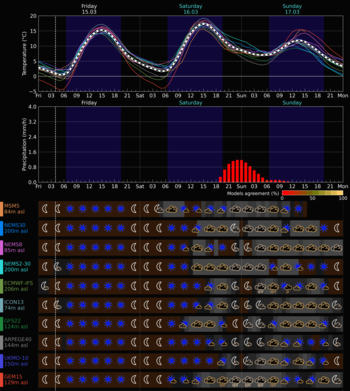 Friday
15.03
Saturday
16.03
Sunday
17.03
Temperature (°C)
20
15
10
5
0
-5
Fri 03 06 09 12 15 18 21 Sat 03 06 09 12 15 18 21 Sun 03 06 09 12 15 18 21 Mon
Friday
Saturday
Sunday
Precipitation (mm/h)
4.0
3.2
2.4
1.6
0.8
0.0
Fri 03 06 09 12 15 18 21 Sat 03 06 09 12 15 18 21 Sun 03 06 09 12 15 18 21 Mon
Models agreement (%)
0
50
100
MSM5
84m asl
NEMS30
200m asl
NEMS8
85m asl
NEMS2-30
200m asl
ECMWF-IFS
206m asl
ICON13
74m asl
GFS22
124m asl
ARPEGE40
144m asl
150m asl
GEM15
129m asl